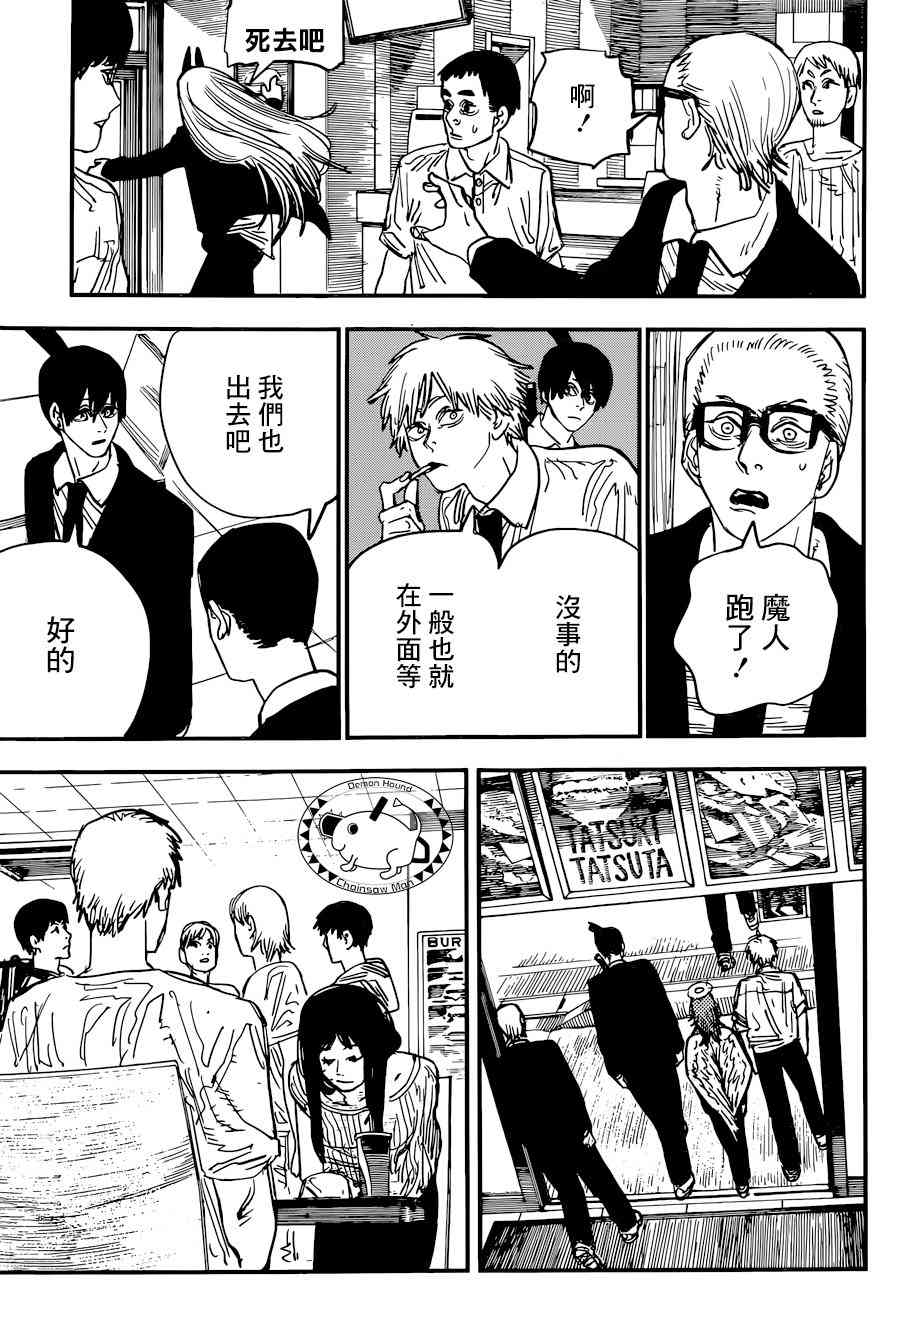 啊！
死去吧
魔人
跑了！
沒事的
一般也就
在外面等
我們也
出去吧
好的
TATSUKI
TATSUTA
Demon Hound
Chainsaw Man
BUR